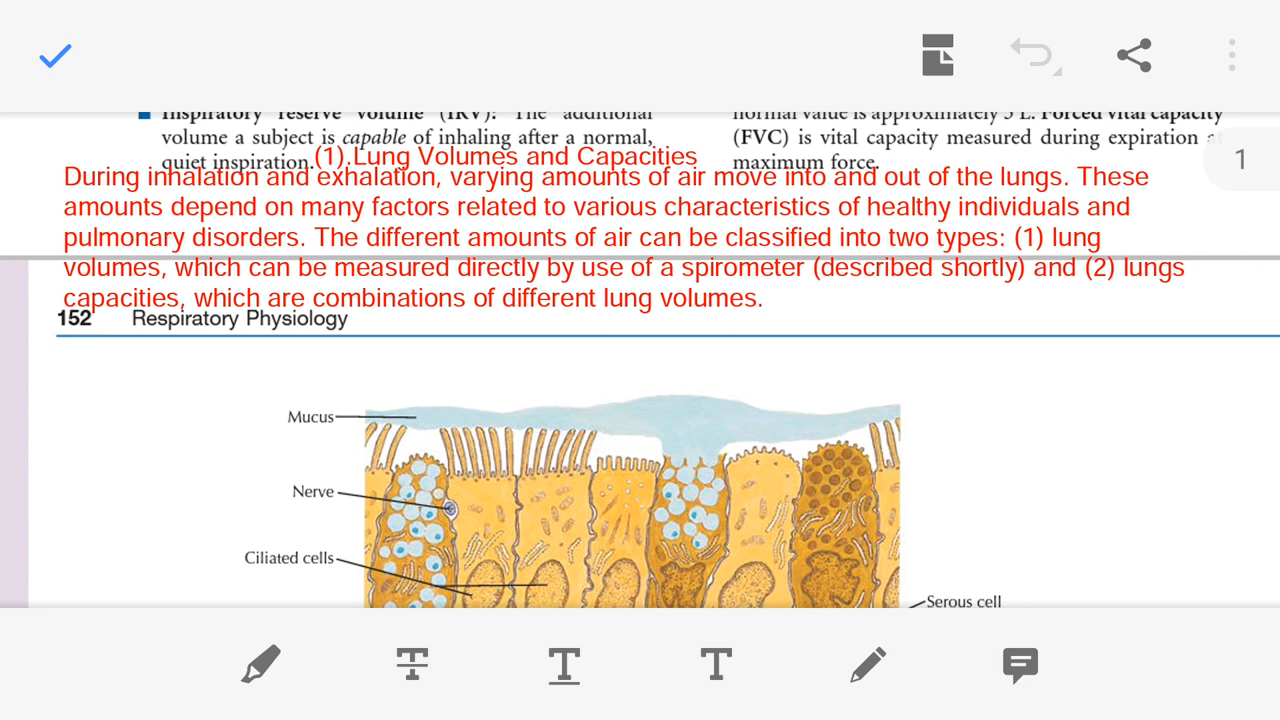 Inspiratory reserve volume (IRV): The additional
volume a subject is capable of inhaling after a normal,
quiet inspiration.
normal value is approximately 5 L. Forced vital capacity
(FVC) is vital capacity measured during expiration at
maximum force.
1
(1).Lung Volumes and Capacities
During inhalation and exhalation, varying amounts of air move into and out of the lungs. These
amounts depend on many factors related to various characteristics of healthy individuals and
pulmonary disorders. The different amounts of air can be classified into two types: (1) lung
volumes, which can be measured directly by use of a spirometer (described shortly) and (2) lungs
capacities, which are combinations of different lung volumes.
152 Respiratory Physiology
Mucus
Nerve
Ciliated cells
Serous cell